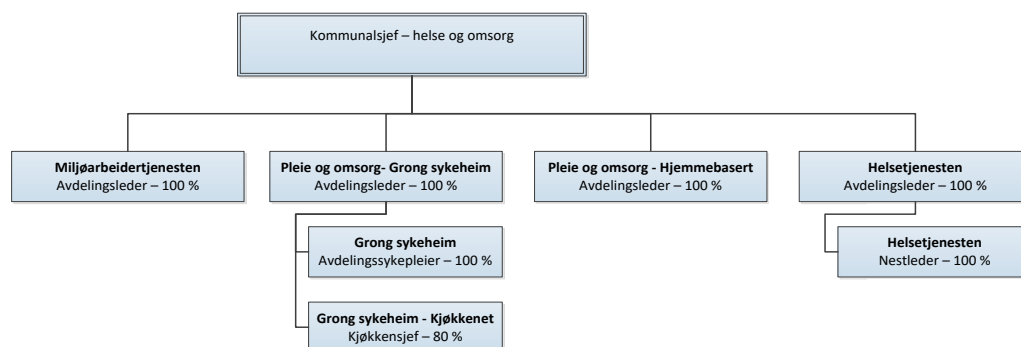 Kommunalsjef – helse og omsorg
Miljøarbeidertjenesten
Avdelingsleder – 100 %
Pleie og omsorg- Grong sykeheim
Avdelingsleder – 100 %
Pleie og omsorg - Hjemmebasert
Avdelingsleder – 100 %
Helsetjenesten
Avdelingsleder – 100 %
Grong sykeheim
Avdelingssykepleier – 100 %
Helsetjenesten
Nestleder – 100 %
Grong sykeheim - Kjøkkenet
Kjøkkensjef – 80 %